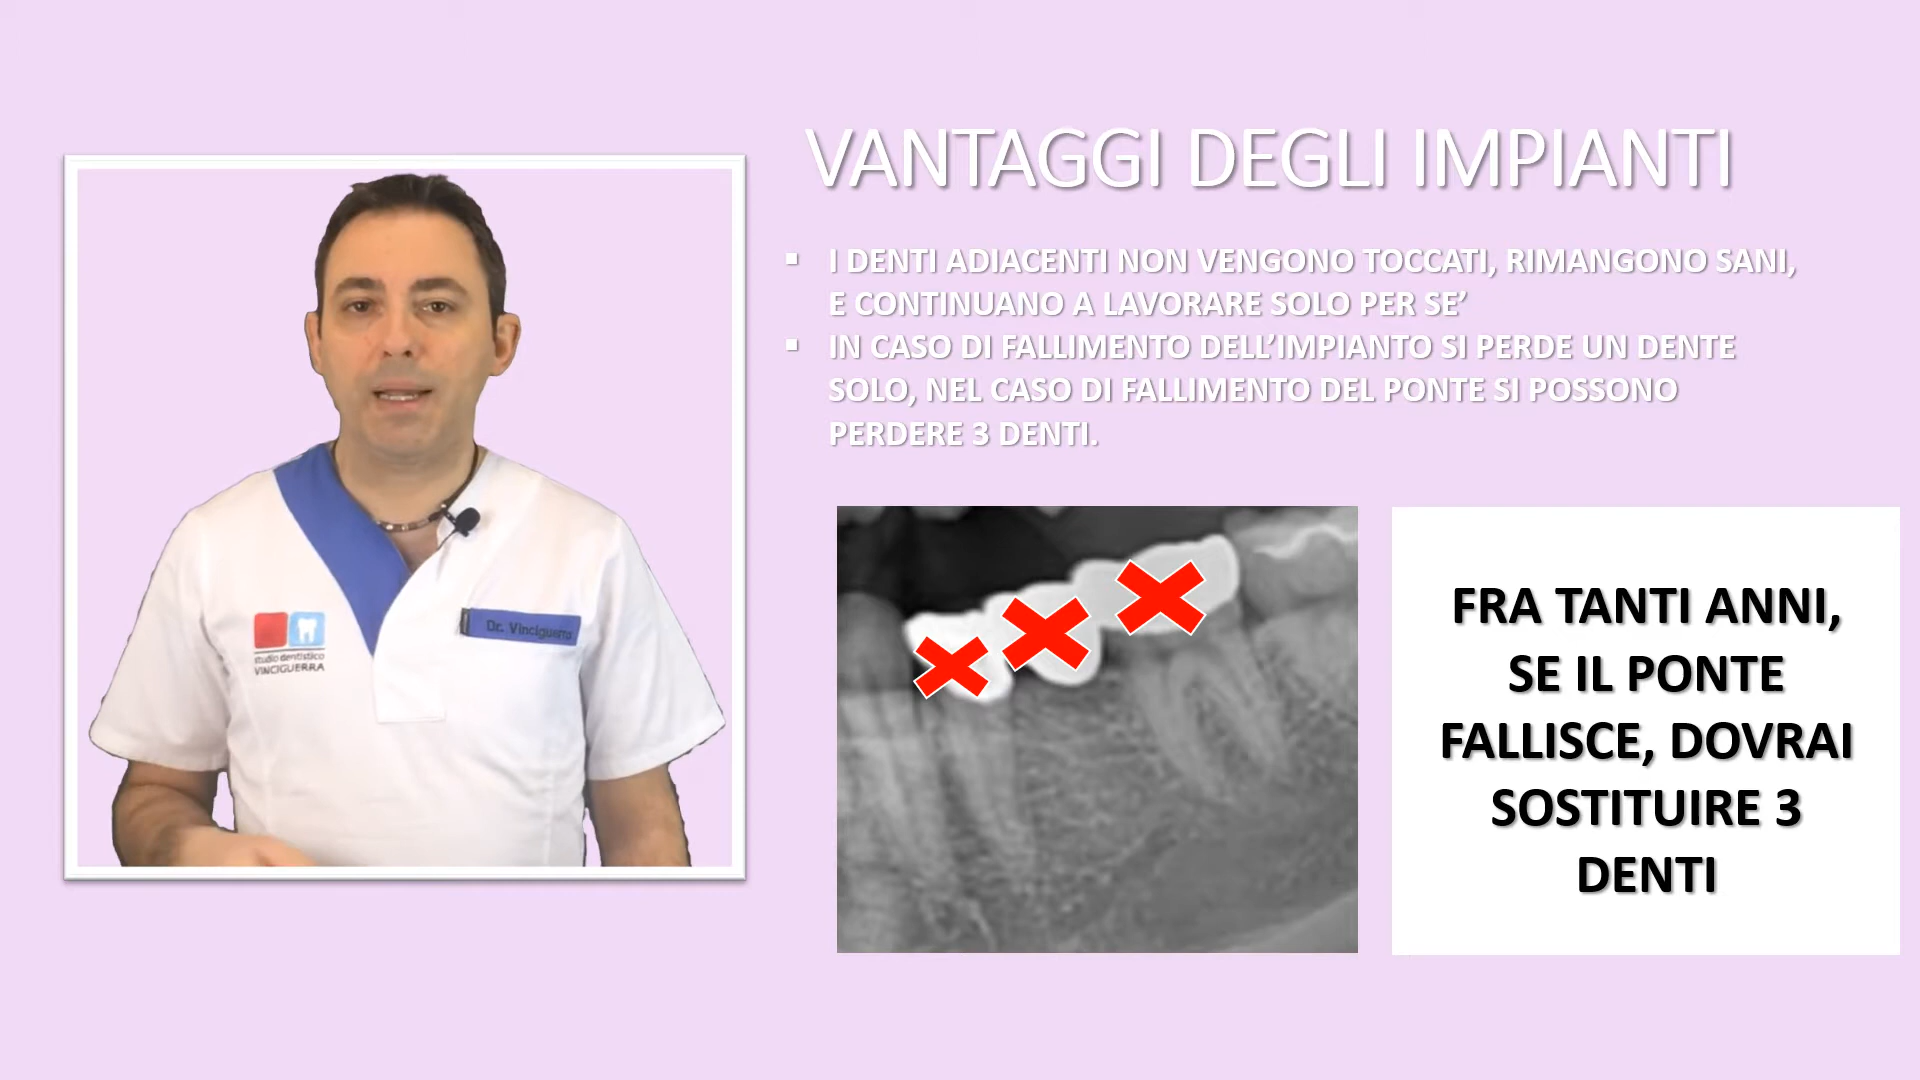 VANTAGGI DEGLI IMPIANTI
▪ I DENTI ADIACENTI NON VENGONO TOCCATI, RIMANGONO SANI,
E CONTINUANO A LAVORARE SOLO PER SE’
▪ IN CASO DI FALLIMENTO DELL’IMPIANTO SI PERDE UN DENTE
SOLO, NEL CASO DI FALLIMENTO DEL PONTE SI POSSONO
PERDERE 3 DENTI.
Dr. Vinciguerra
studio dentistico
VINCIGUERRA
FRA TANTI ANNI,
SE IL PONTE
FALLISCE, DOVRAI
SOSTITUIRE 3
DENTI